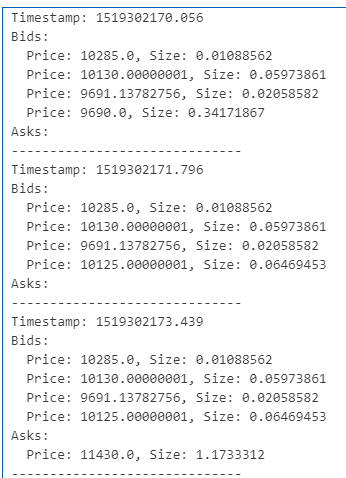 Timestamp: 1519302170.056
Bids:
Price: 10285.0, Size: 0.01088562
Price: 10130.00000001, Size: 0.05973861
Price: 9691.13782756, Size: 0.02058582
Price: 9690.0, Size: 0.34171867
Asks:
------------------------------
Timestamp: 1519302171.796
Bids:
Price: 10285.0, Size: 0.01088562
Price: 10130.00000001, Size: 0.05973861
Price: 9691.13782756, Size: 0.02058582
Price: 10125.00000001, Size: 0.06469453
Asks:
------------------------------
Timestamp: 1519302173.439
Bids:
Price: 10285.0, Size: 0.01088562
Price: 10130.00000001, Size: 0.05973861
Price: 9691.13782756, Size: 0.02058582
Price: 10125.00000001, Size: 0.06469453
Asks:
Price: 11430.0, Size: 1.1733312
------------------------------